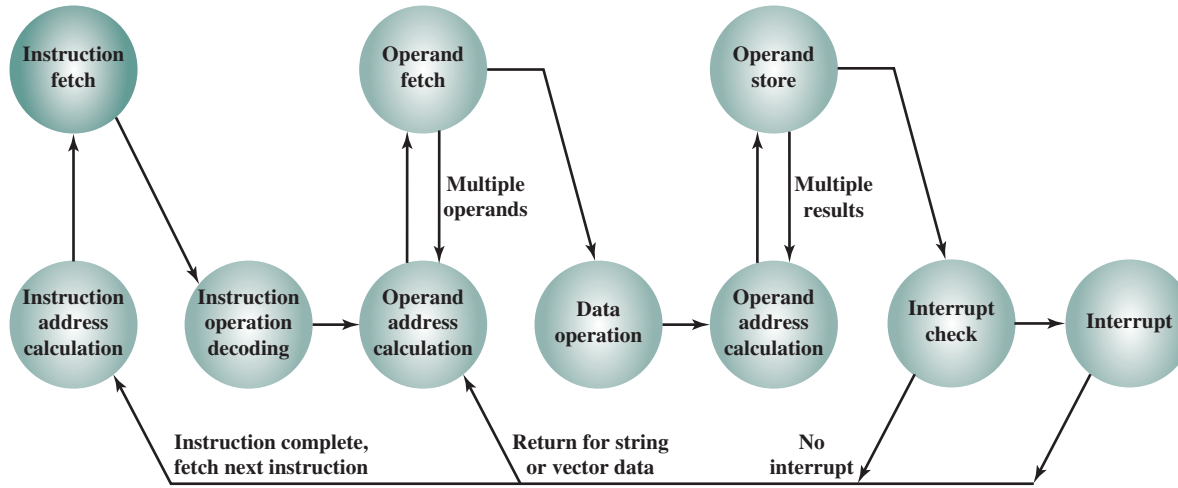 Instruction
fetch
Operand
fetch
Operand
store
Multiple
operands
Multiple
results
Instruction
address
calculation
Instruction
operation
decoding
Operand
address
calculation
Data
operation
Operand
address
calculation
Interrupt
check
Interrupt
Instruction complete,
fetch next instruction
Return for string
or vector data
No
interrupt